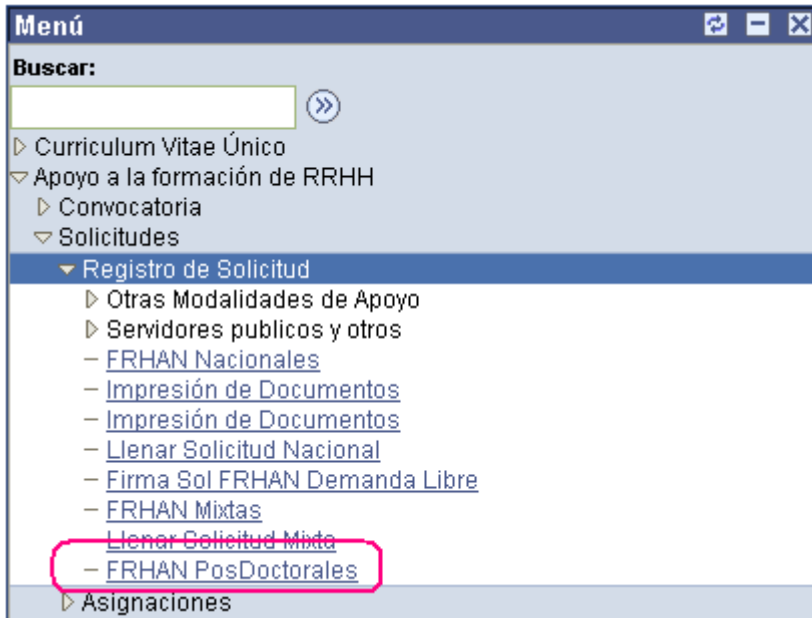 Menú
Buscar:
Curriculum Vitae Único
Apoyo a la formación de RRHH
Convocatoria
Solicitudes
Registro de Solicitud
Otras Modalidades de Apoyo
Servidores publicos y otros
FRHAN Nacionales
Impresión de Documentos
Impresión de Documentos
Llenar Solicitud Nacional
Firma Sol FRHAN Demanda Libre
FRHAN Mixtas
Llenar Solicitud Mixta
FRHAN PosDoctorales
Asignaciones